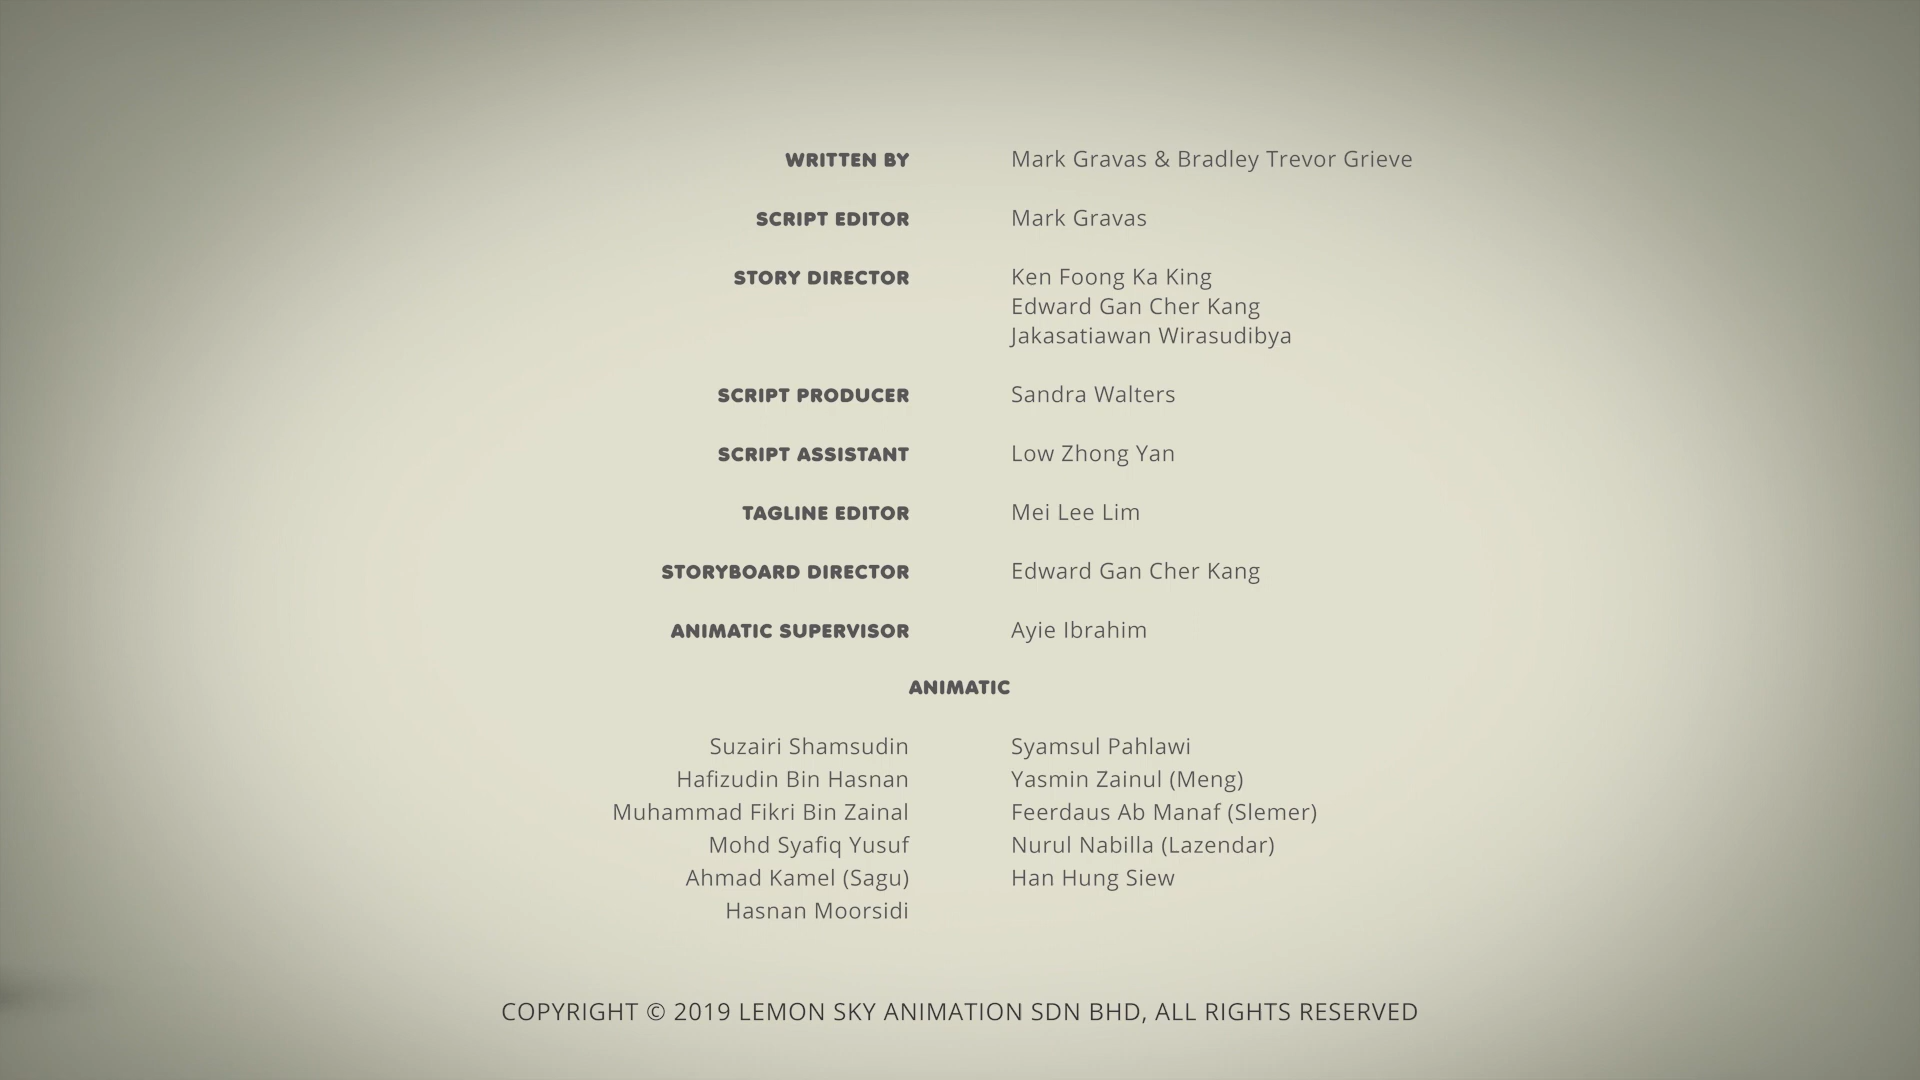 WRITTEN BY Mark Gravas & Bradley Trevor Grieve
SCRIPT EDITOR Mark Gravas
STORY DIRECTOR Ken Foong Ka King
Edward Gan Cher Kang
Jakasatiawan Wirasudibya
SCRIPT PRODUCER Sandra Walters
SCRIPT ASSISTANT Low Zhong Yan
TAGLINE EDITOR Mei Lee Lim
STORYBOARD DIRECTOR Edward Gan Cher Kang
ANIMATIC SUPERVISOR Ayie Ibrahim
ANIMATIC
Suzairi Shamsudin Syamsul Pahlawi
Hafizudin Bin Hasnan Yasmin Zainul (Meng)
Muhammad Fikri Bin Zainal Feerdaus Ab Manaf (Slemer)
Mohd Syafiq Yusuf Nurul Nabilla (Lazendar)
Ahmad Kamel (Sagu) Han Hung Siew
Hasnan Moorsidi
COPYRIGHT © 2019 LEMON SKY ANIMATION SDN BHD, ALL RIGHTS RESERVED